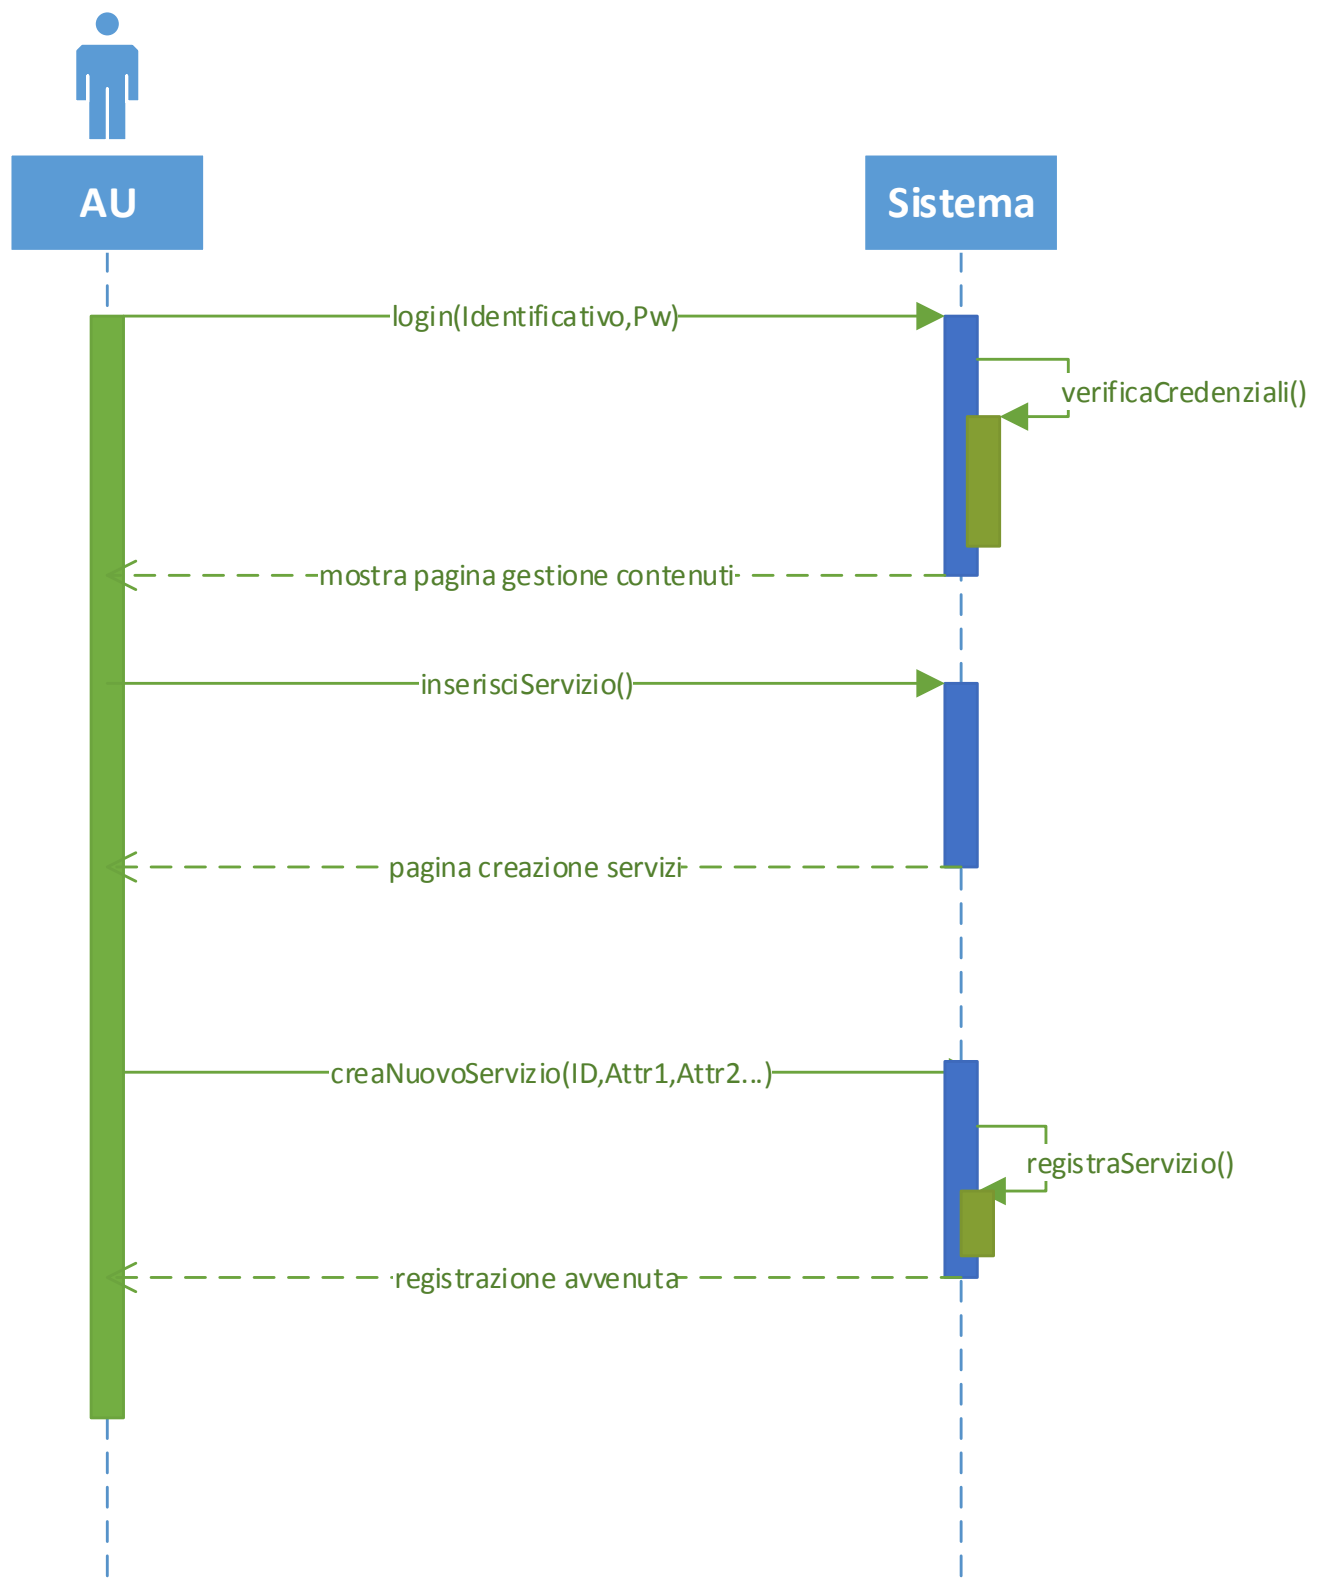 AU
Sistema
login(Identificativo,Pw)
verificaCredenziali()
mostra pagina gestione contenuti
inserisciServizio()
pagina creazione servizi
creaNuovoServizio(ID,Attr1,Attr2...)
registraServizio()
registrazione avvenuta